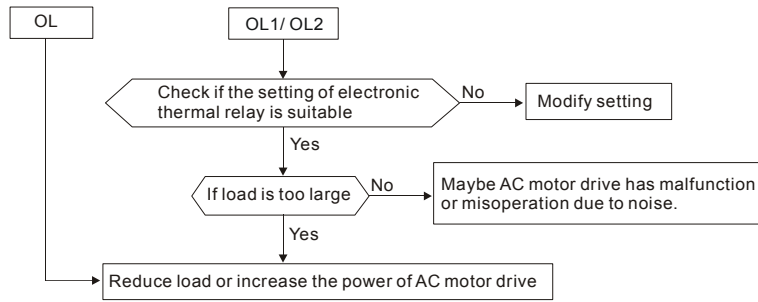 OL
OL1/ OL2
Check if the setting of electronic
thermal relay is suitable
No
Modify setting
Yes
If load is too large
No
Maybe AC motor drive has malfunction
or misoperation due to noise.
Yes
Reduce load or increase the power of AC motor drive